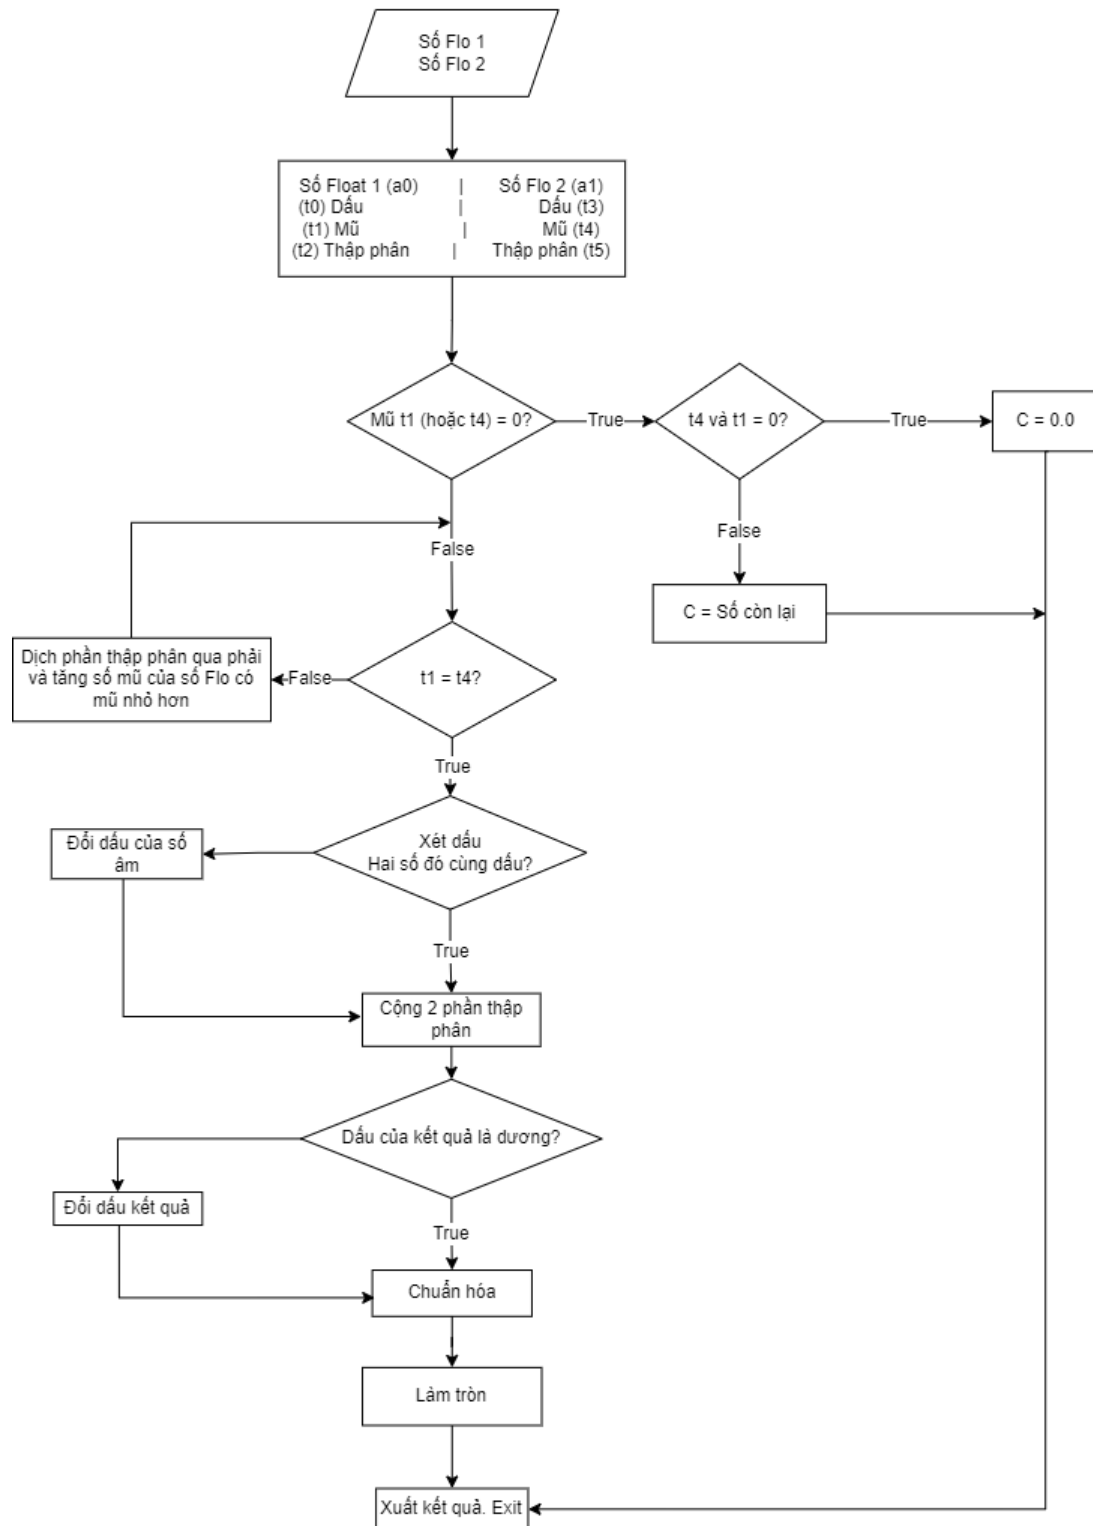 Số Flo 1
Số Flo 2
Số Float 1 (a0) | Số Flo 2 (a1)
(t0) Dấu | Dấu (t3)
(t1) Mũ | Mũ (t4)
(t2) Thập phân | Thập phân (t5)
Mũ t1 (hoặc t4) = 0?
True
t4 và t1 = 0?
True
C = 0.0
False
False
C = Số còn lại
Dịch phần thập phân qua phải
và tăng số mũ của số Flo có
mũ nhỏ hơn
False
t1 = t4?
True
Xét dấu
Hai số đó cùng dấu?
Đổi dấu của số
âm
True
Cộng 2 phần thập
phân
Dấu của kết quả là dương?
Đổi dấu kết quả
True
Chuẩn hóa
Làm tròn
Xuất kết quả. Exit